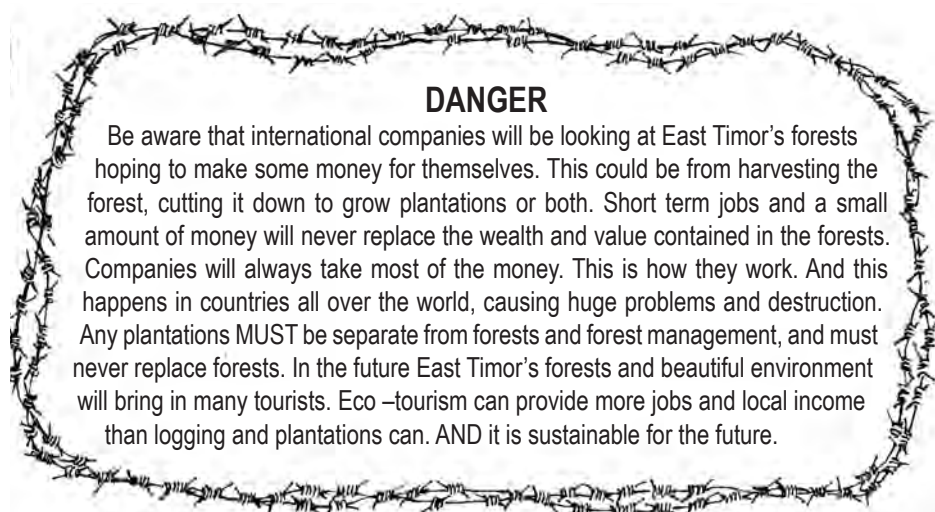 DANGER
Be aware that international companies will be looking at East Timor’s forests
hoping to make some money for themselves. This could be from harvesting the
forest, cutting it down to grow plantations or both. Short term jobs and a small
amount of money will never replace the wealth and value contained in the forests.
Companies will always take most of the money. This is how they work. And this
happens in countries all over the world, causing huge problems and destruction.
Any plantations MUST be separate from forests and forest management, and must
never replace forests. In the future East Timor’s forests and beautiful environment
will bring in many tourists. Eco –tourism can provide more jobs and local income
than logging and plantations can. AND it is sustainable for the future.